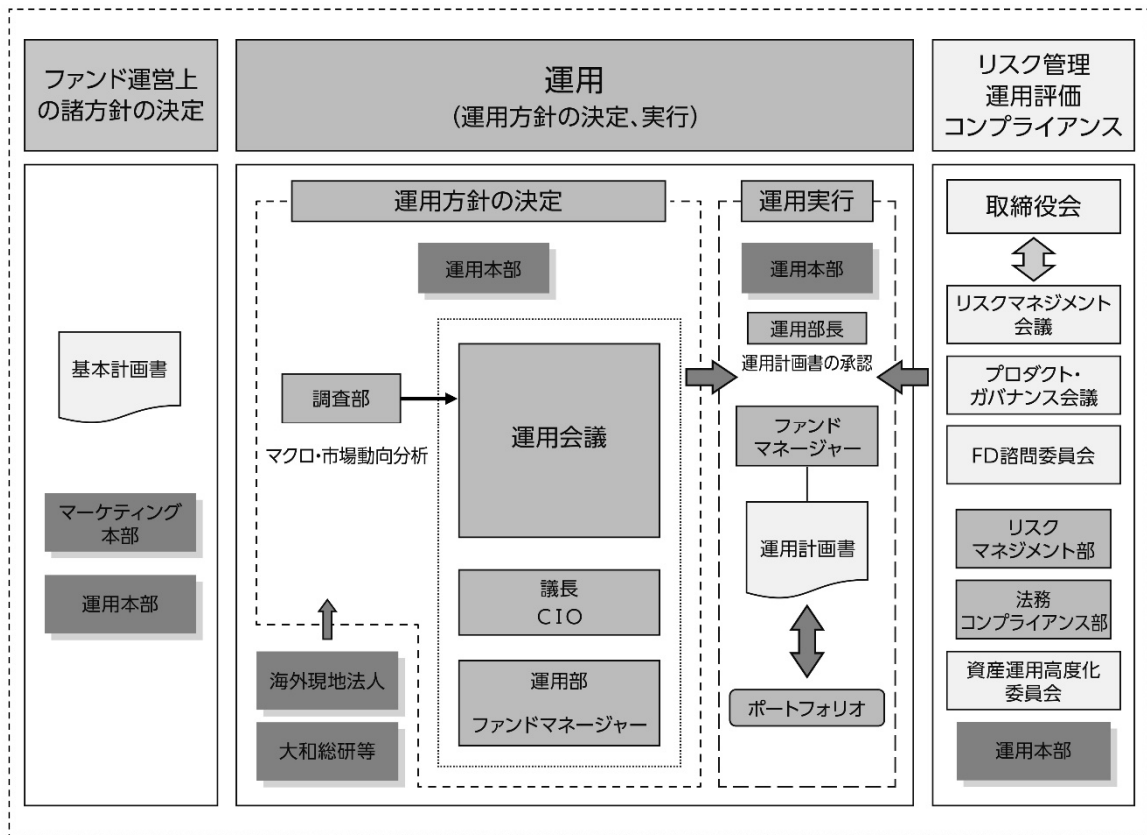 ファンド運営上
の諸方針の決定
運用
(運用方針の決定、実行)
リスク管理
運用評価
コンプライアンス
基本計画書
マーケティング
本部
運用本部
運用方針の決定
運用本部
調査部
マクロ・市場動向分析
運用会議
議長
CIO
運用部
ファンドマネージャー
海外現地法人
大和総研等
運用実行
運用本部
運用部長
運用計画書の承認
ファンド
マネージャー
運用計画書
ポートフォリオ
取締役会
リスクマネジメント
会議
プロダクト・
ガバナンス会議
FD諮問委員会
リスク
マネジメント部
法務
コンプライアンス部
資産運用高度化
委員会
運用本部